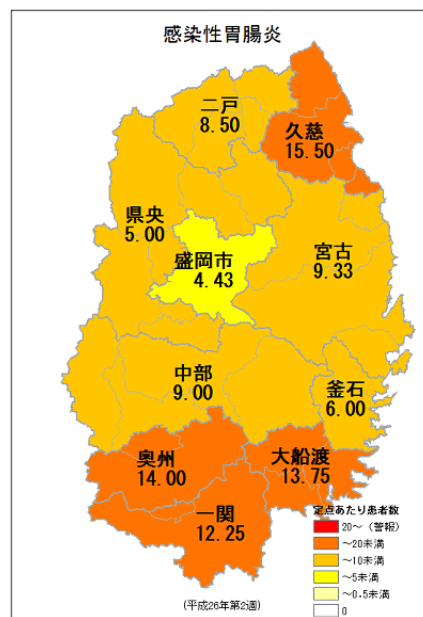 感染性胃腸炎
二戸
8.50
久慈
15.50
県央
5.00
盛岡市
4.43
宮古
9.33
中部
9.00
釜石
6.00
奥州
14.00
大船渡
13.75
一関
12.25
定点あたり患者数
20～（警報）
～20未満
～10未満
～5未満
～0.5未満
0
(平成26年第2週)